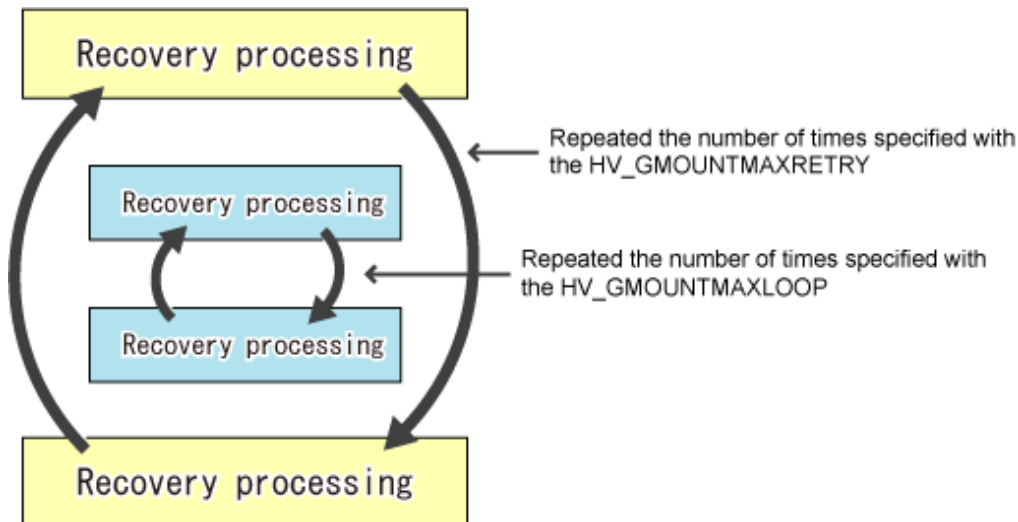 Recovery processing
Repeated the number of times specified with
the HV_GMOUNTMAXRETRY
Recovery processing
Repeated the number of times specified with
the HV_GMOUNTMAXLOOP
Recovery processing
Recovery processing